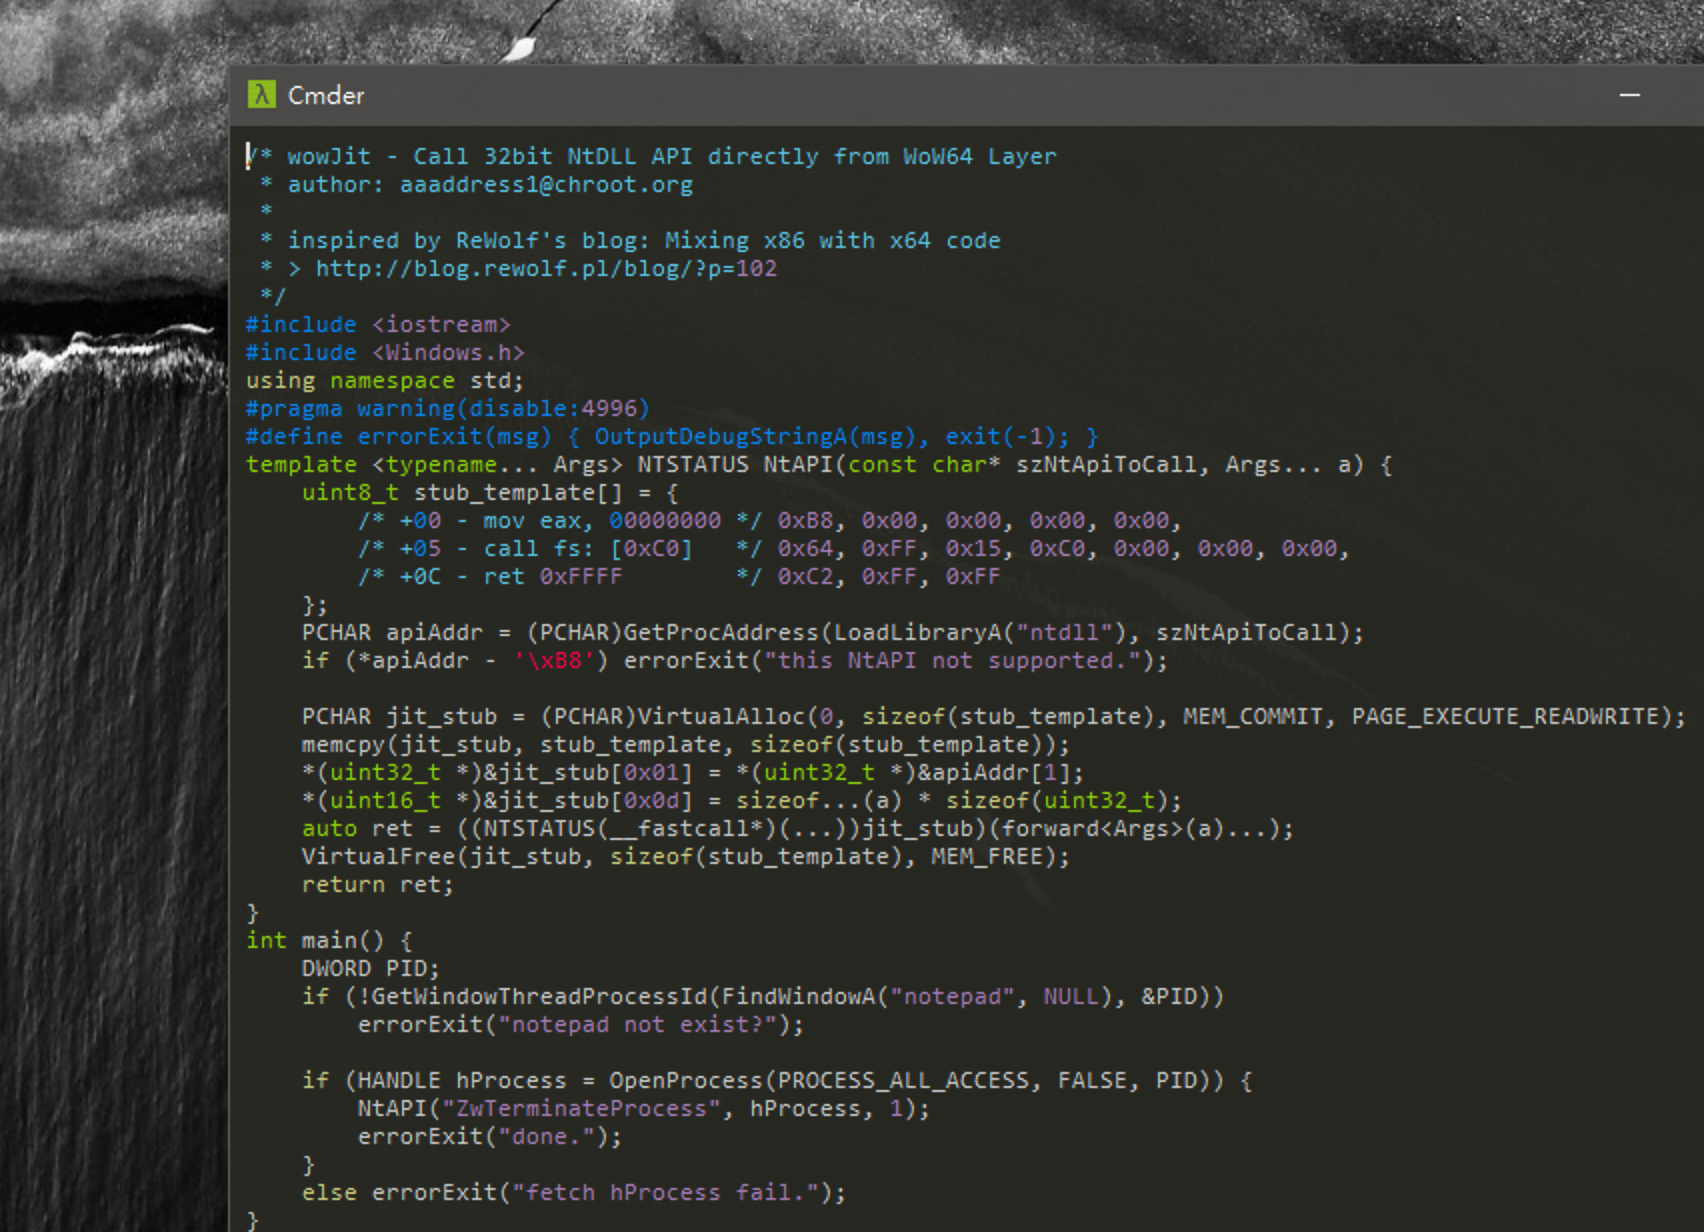 λ Cmder
/* wowJit - Call 32bit NtDLL API directly from WoW64 Layer
 * author: aaaddress1@chroot.org
 *
 * inspired by ReWolf's blog: Mixing x86 with x64 code
 * > http://blog.rewolf.pl/blog/?p=102
 */
#include <iostream>
#include <Windows.h>
using namespace std;
#pragma warning(disable:4996)
#define errorExit(msg) { OutputDebugStringA(msg), exit(-1); }
template <typename... Args> NTSTATUS NtAPI(const char* szNtApiToCall, Args... a) {
    uint8_t stub_template[] = {
        /* +00 - mov eax, 00000000 */ 0xB8, 0x00, 0x00, 0x00, 0x00,
        /* +05 - call fs: [0xC0]   */ 0x64, 0xFF, 0x15, 0xC0, 0x00, 0x00, 0x00,
        /* +0C - ret 0xFFFF        */ 0xC2, 0xFF, 0xFF
    };
    PCHAR apiAddr = (PCHAR)GetProcAddress(LoadLibraryA("ntdll"), szNtApiToCall);
    if (*apiAddr - '\xB8') errorExit("this NtAPI not supported.");

    PCHAR jit_stub = (PCHAR)VirtualAlloc(0, sizeof(stub_template), MEM_COMMIT, PAGE_EXECUTE_READWRITE);
    memcpy(jit_stub, stub_template, sizeof(stub_template));
    *(uint32_t *)&jit_stub[0x01] = *(uint32_t *)&apiAddr[1];
    *(uint16_t *)&jit_stub[0x0d] = sizeof...(a) * sizeof(uint32_t);
    auto ret = ((NTSTATUS(__fastcall*)(...))jit_stub)(forward<Args>(a)...);
    VirtualFree(jit_stub, sizeof(stub_template), MEM_FREE);
    return ret;
}
int main() {
    DWORD PID;
    if (!GetWindowThreadProcessId(FindWindowA("notepad", NULL), &PID))
        errorExit("notepad not exist?");

    if (HANDLE hProcess = OpenProcess(PROCESS_ALL_ACCESS, FALSE, PID)) {
        NtAPI("ZwTerminateProcess", hProcess, 1);
        errorExit("done.");
    }
    else errorExit("fetch hProcess fail.");
}